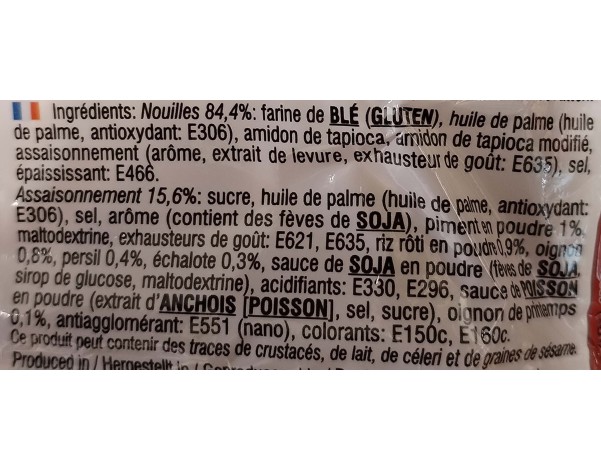 Ingrédients: Nouilles 84,4%: farine de BLÉ (GLUTEN), huile de palme (huile
de palme, antioxydant: E306), amidon de tapioca, amidon de tapioca modifié,
assaisonnement (arôme, extrait de levure, exhausteur de goût: E635), sel,
épaississant: E466.
Assaisonnement 15,6%: sucre, huile de palme (huile de palme, antioxydant:
E306), sel, arôme (contient des fèves de SOJA), piment en poudre 1%,
maltodextrine, exhausteurs de goût: E621, E635, riz rôti en poudre 0,9%, oignon
0,8%, persil 0,4%, échalote 0,3%, sauce de SOJA en poudre (fèves de SOJA,
sirop de glucose, maltodextrine), acidifiants: E330, E296, sauce de POISSON
en poudre (extrait d'ANCHOIS [POISSON], sel, sucre), oignon de printemps
0,1%, antiagglomérant: E551 (nano), colorants: E150c, E160c.
Ce produit peut contenir des traces de crustacés, de lait, de céleri et de graines de sésame.
Produced in / Hergestellt in /